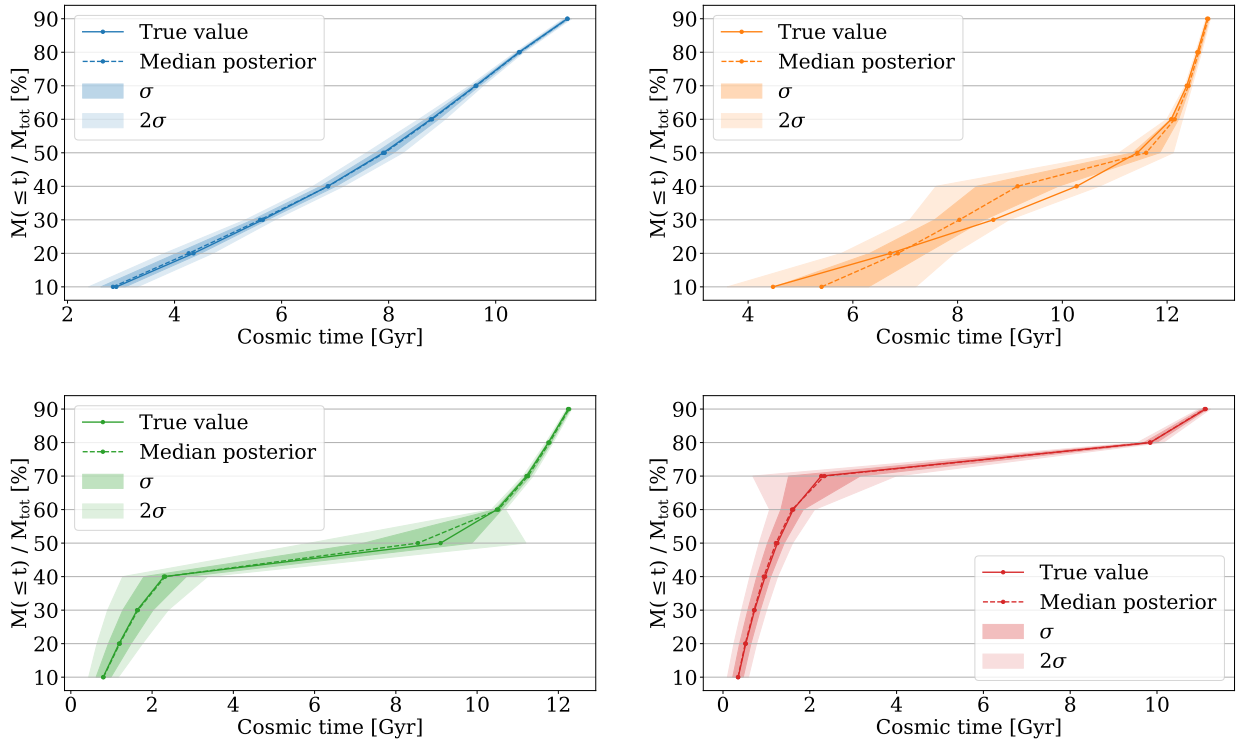 M( ≤ t) / M_tot [%]
90
80
70
60
50
40
30
20
10
True value
Median posterior
σ
2σ
2
4
6
8
10
Cosmic time [Gyr]
M( ≤ t) / M_tot [%]
90
80
70
60
50
40
30
20
10
True value
Median posterior
σ
2σ
4
6
8
10
12
Cosmic time [Gyr]
M( ≤ t) / M_tot [%]
90
80
70
60
50
40
30
20
10
True value
Median posterior
σ
2σ
0
2
4
6
8
10
12
Cosmic time [Gyr]
M( ≤ t) / M_tot [%]
90
80
70
60
50
40
30
20
10
True value
Median posterior
σ
2σ
0
2
4
6
8
10
Cosmic time [Gyr]